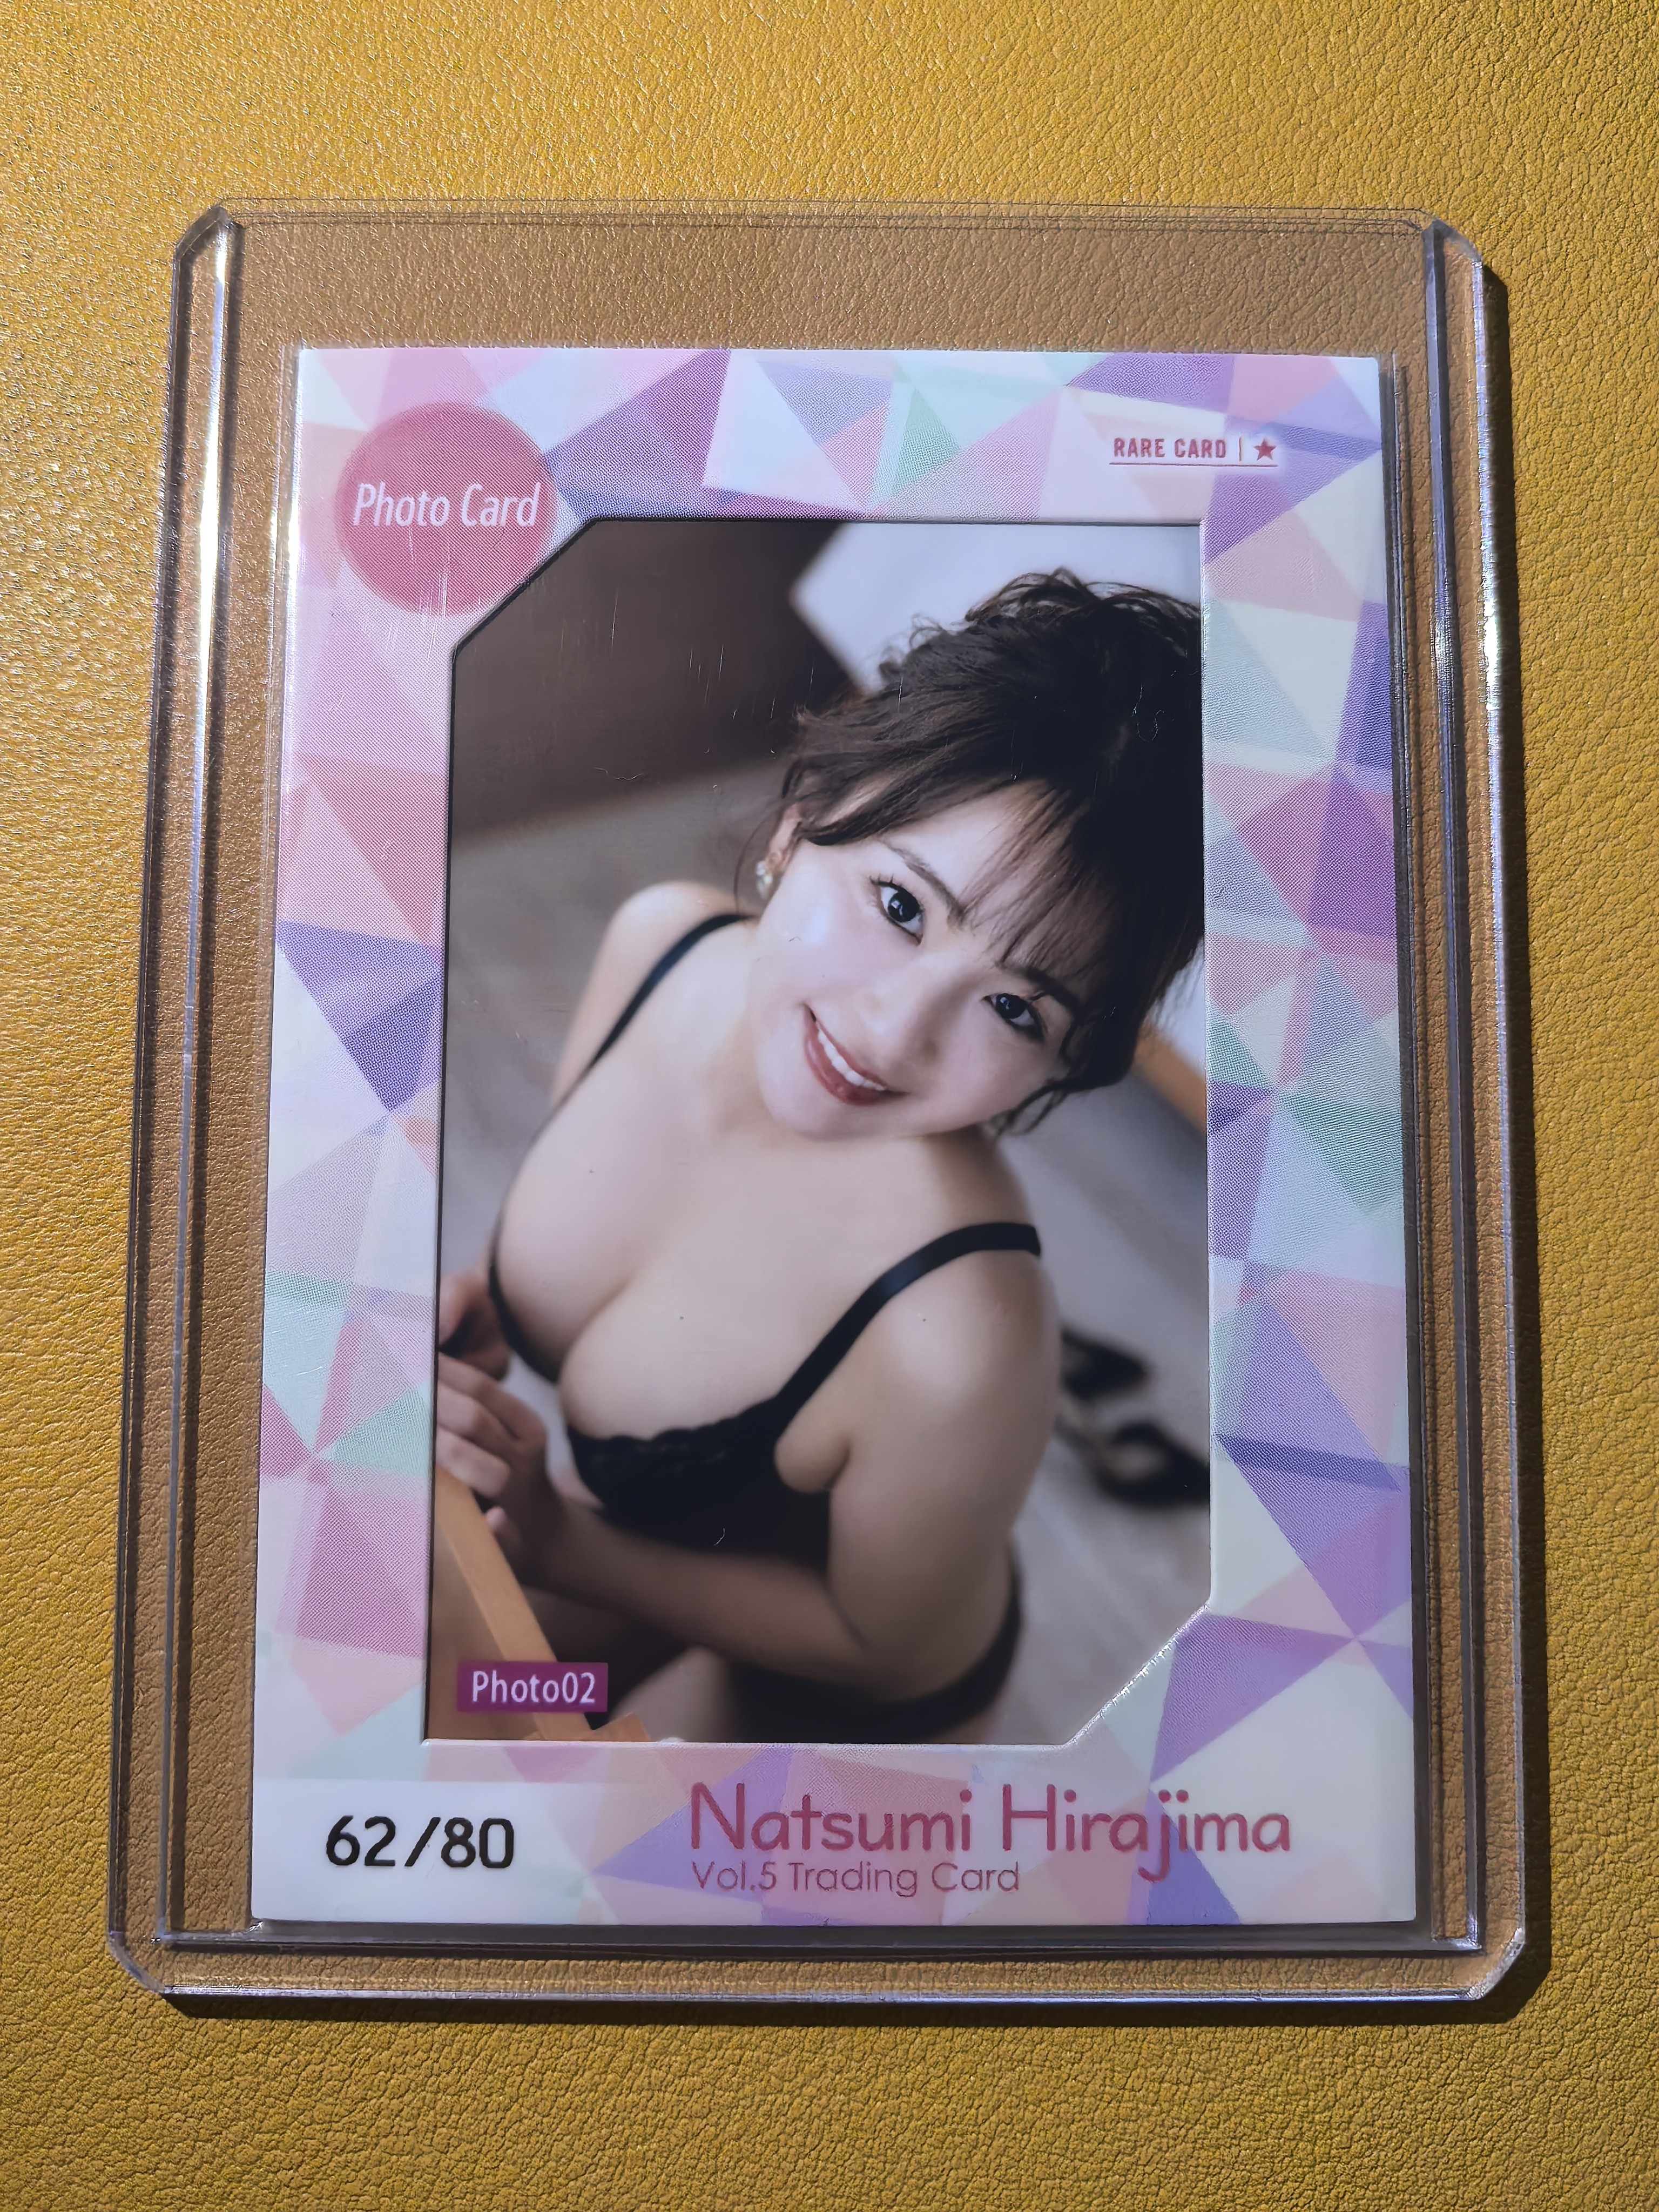 RARE CARD | ★
Photo Card
Photo02
62/80
Natsumi Hirajima
Vol.5 Trading Card